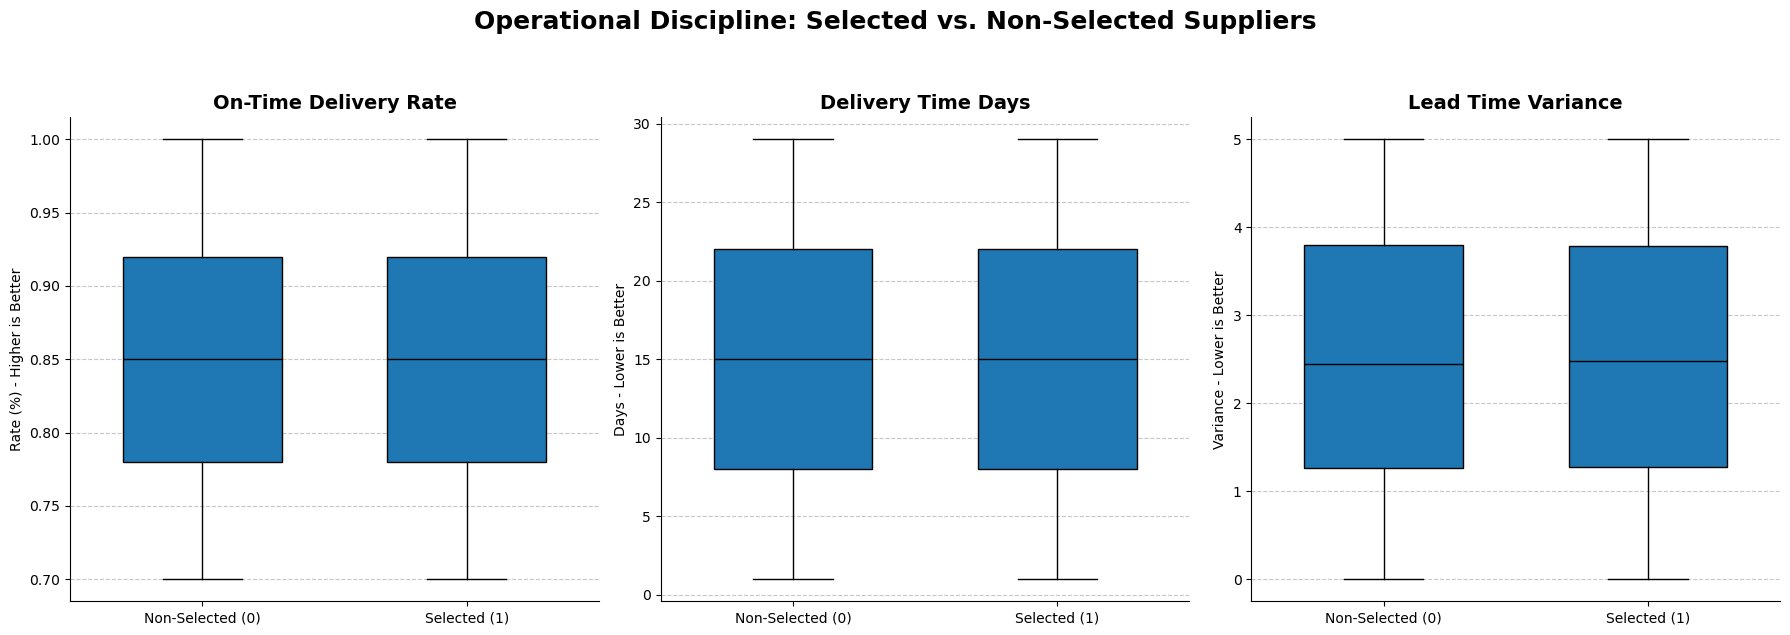 Operational Discipline: Selected vs. Non-Selected Suppliers
On-Time Delivery Rate
Rate (%) - Higher is Better
1.00
0.95
0.90
0.85
0.80
0.75
0.70
Non-Selected (0)
Selected (1)
Delivery Time Days
Days - Lower is Better
30
25
20
15
10
5
0
Non-Selected (0)
Selected (1)
Lead Time Variance
Variance - Lower is Better
5
4
3
2
1
0
Non-Selected (0)
Selected (1)